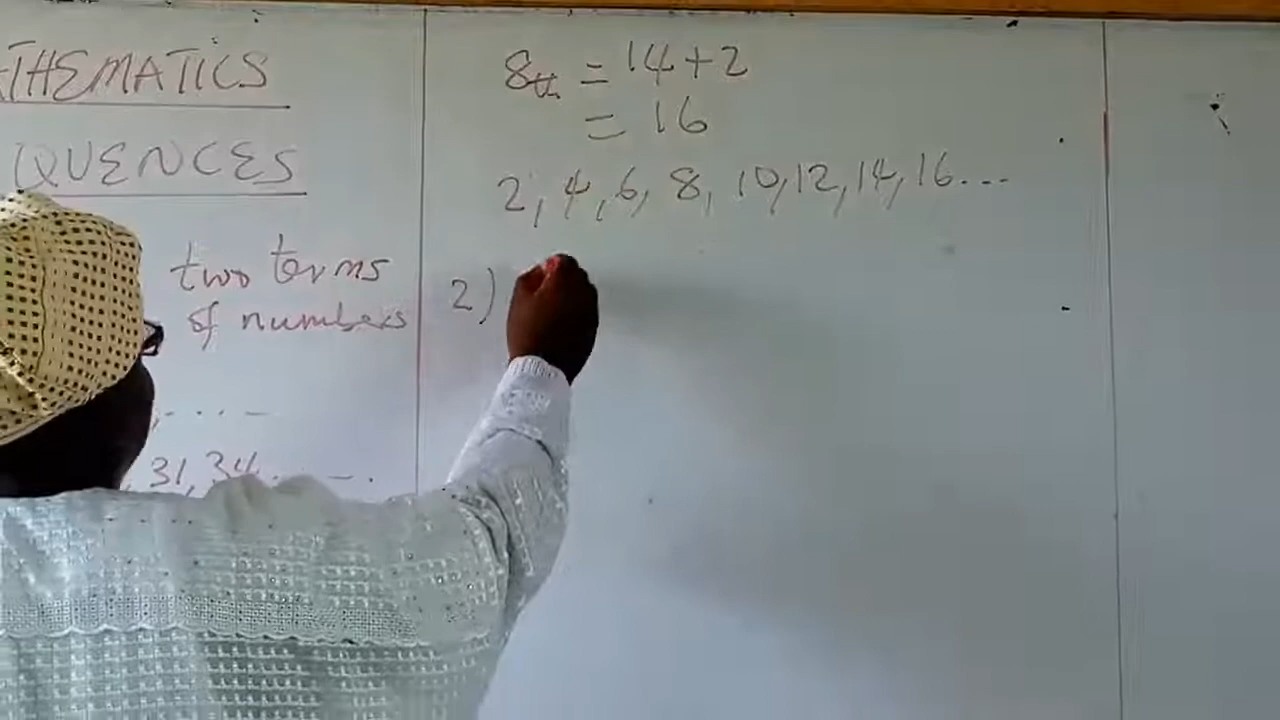 THEMATICS
QUENCES
two terms
of numbers
, . . . . –
, 31, 34 . . . – .
8th = 14 + 2
= 16
2, 4, 6, 8, 10, 12, 14, 16 . . .
2)